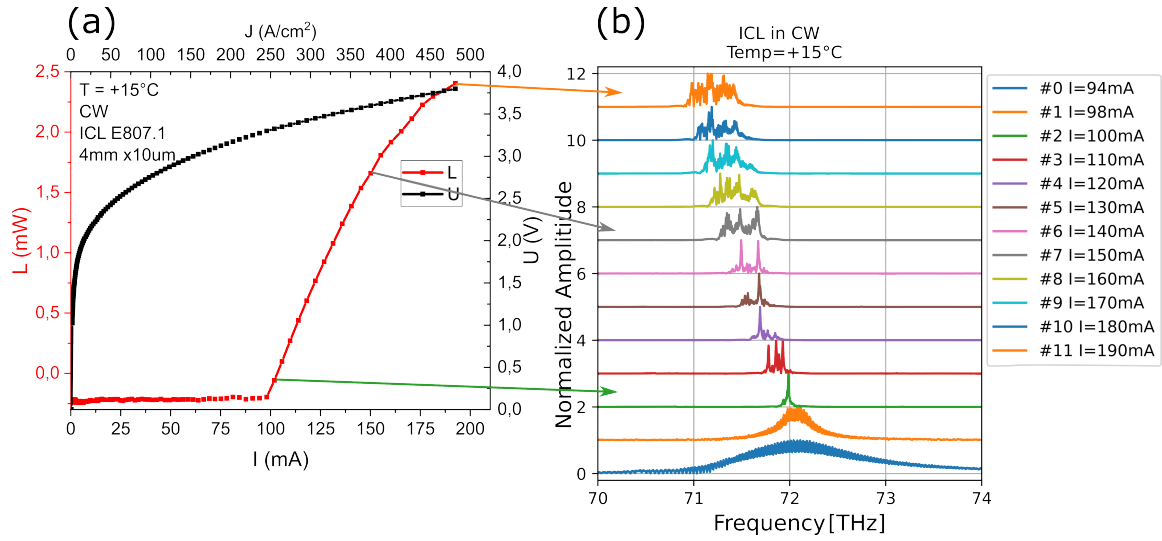 (a)
J (A/cm²)
0 50 100 150 200 250 300 350 400 450 500
2.5
2.0
1.5
1.0
0.5
0,0
L (mW)
T = +15°C
CW
ICL E807.1
4mm x10um
L
U
4,0
3,5
3,0
2,5
2,0
1,5
1,0
0,5
0,0
U (V)
0 25 50 75 100 125 150 175 200
I (mA)
(b)
ICL in CW
Temp=+15°C
12
10
8
6
4
2
0
Normalized Amplitiude
70 71 72 73 74
Frequency[THz]
#0 I=94mA
#1 I=98mA
#2 I=100mA
#3 I=110mA
#4 I=120mA
#5 I=130mA
#6 I=140mA
#7 I=150mA
#8 I=160mA
#9 I=170mA
#10 I=180mA
#11 I=190mA